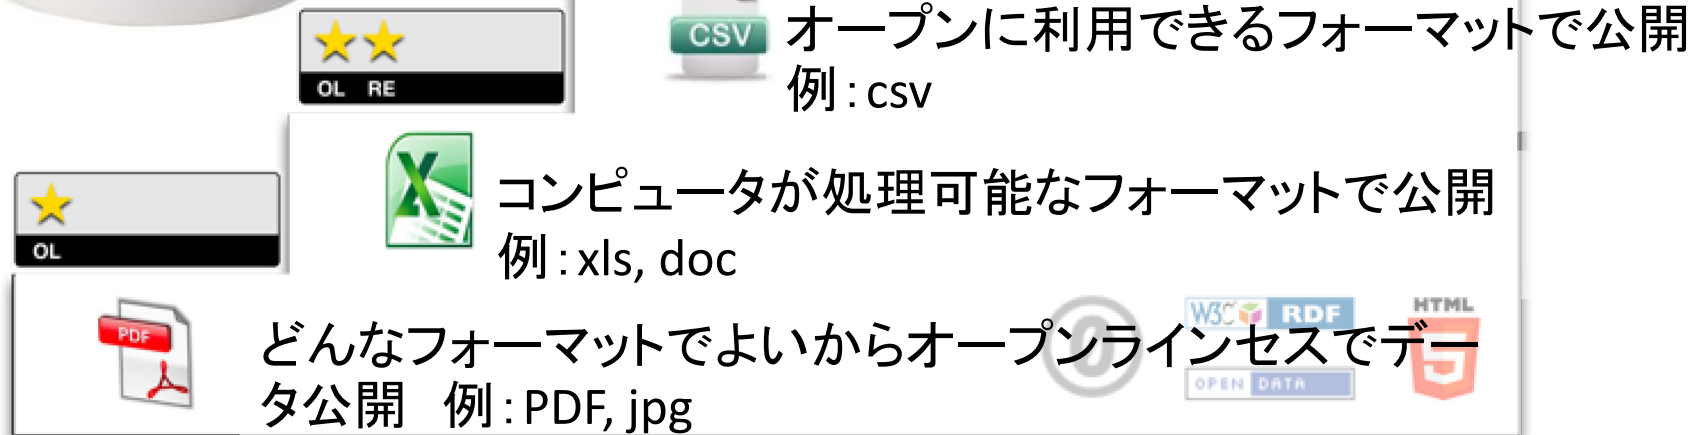 オープンに利用できるフォーマットで公開
例：csv
CSV
OL RE
コンピュータが処理可能なフォーマットで公開
例：xls, doc
OL
どんなフォーマットでよいからオープンラインセスでデー
タ公開　例：PDF, jpg
PDF
W3C RDF
OPEN DATA
HTML
5